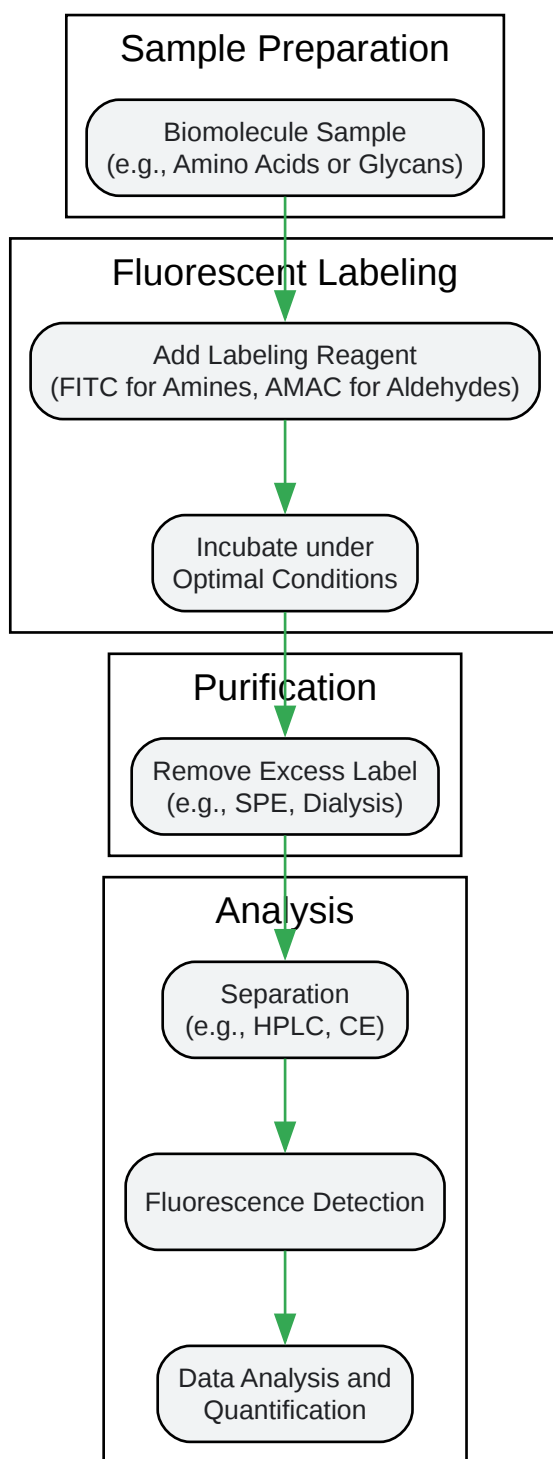 Sample Preparation
Biomolecule Sample
(e.g., Amino Acids or Glycans)
Fluorescent Labeling
Add Labeling Reagent
(FITC for Amines, AMAC for Aldehydes)
Incubate under
Optimal Conditions
Purification
Remove Excess Label
(e.g., SPE, Dialysis)
Analysis
Separation
(e.g., HPLC, CE)
Fluorescence Detection
Data Analysis and
Quantification